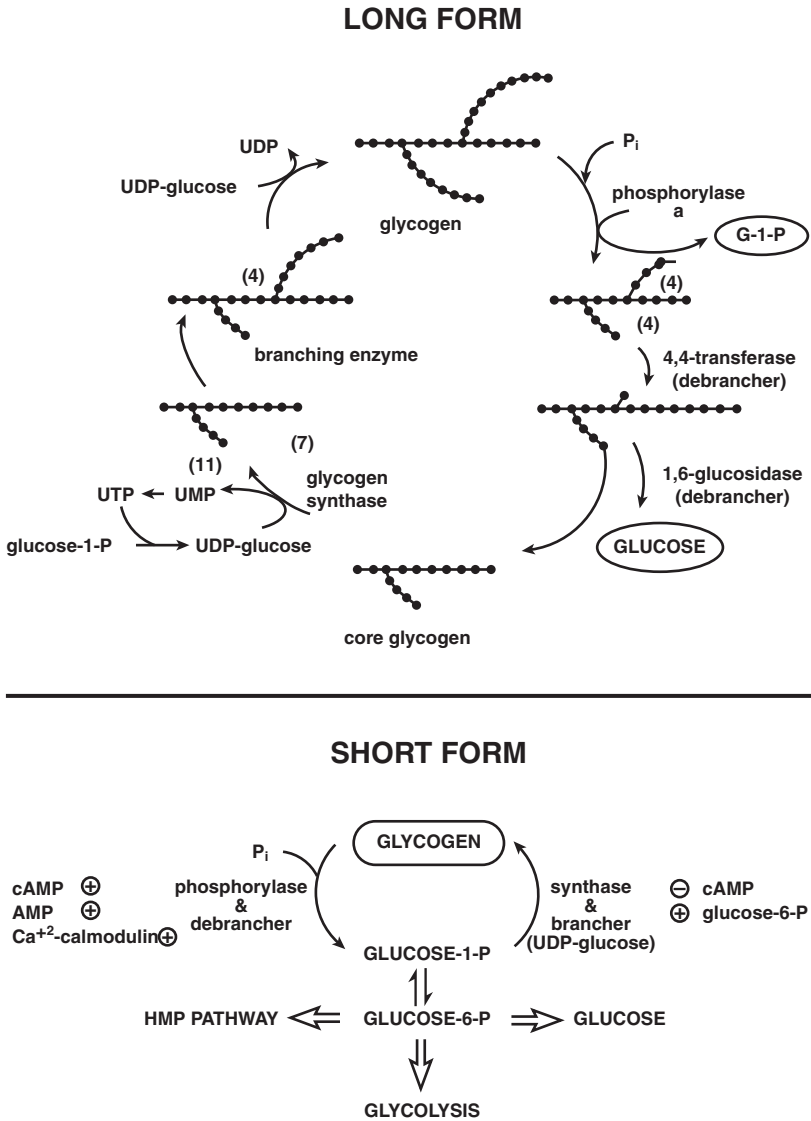 LONG FORM
UDP
UDP-glucose
glycogen
Pi
phosphorylase
a
G-1-P
(4)
branching enzyme
(4)
(4)
4,4-transferase
(debrancher)
(7)
(11)
glycogen
synthase
UTP
UMP
glucose-1-P
UDP-glucose
1,6-glucosidase
(debrancher)
GLUCOSE
core glycogen
SHORT FORM
GLYCOGEN
Pi
phosphorylase
&
debrancher
cAMP +
AMP +
Ca+2-calmodulin +
synthase
&
brancher
(UDP-glucose)
− cAMP
+ glucose-6-P
GLUCOSE-1-P
HMP PATHWAY
GLUCOSE-6-P
GLUCOSE
GLYCOLYSIS